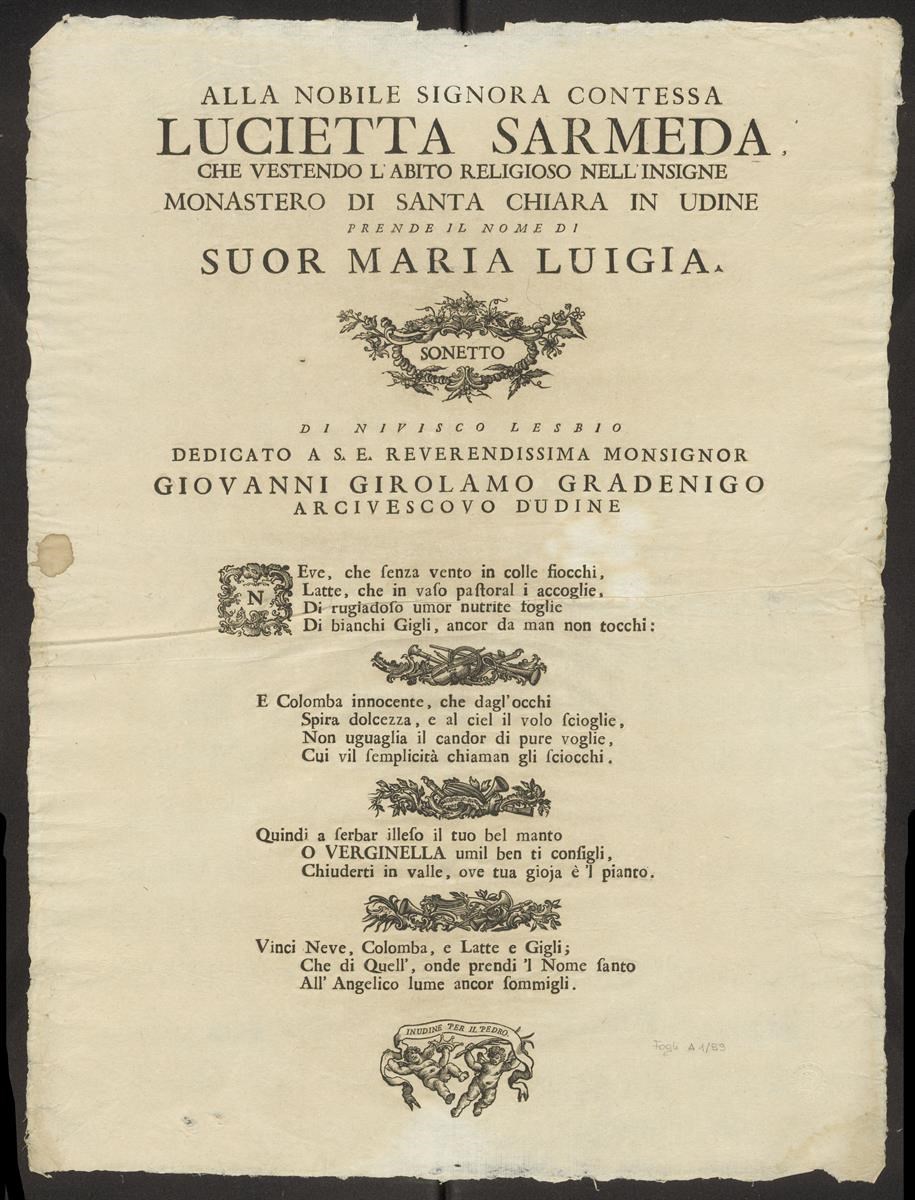 ALLA NOBILE SIGNORA CONTESSA
LUCIETTA SARMEDA,
CHE VESTENDO L'ABITO RELIGIOSO NELL'INSIGNE
MONASTERO DI SANTA CHIARA IN UDINE
PRENDE IL NOME DI
SUOR MARIA LUIGIA.
SONETTO
DI NIVISCO LESBIO
DEDICATO A S. E. REVERENDISSIMA MONSIGNOR
GIOVANNI GIROLAMO GRADENIGO
ARCIVESCOVO D'UDINE
NEve, che ſenza vento in colle fiocchi,
Latte, che in vaſo paſtoral i accoglie,
Di rugiadoſo umor nutrite foglie
Di bianchi Gigli, ancor da man non tocchi:
E Colomba innocente, che dagl'occhi
Spira dolcezza, e al ciel il volo ſcioglie,
Non uguaglia il candor di pure voglie,
Cui vil ſemplicità chiaman gli ſciocchi.
Quindi a ſerbar illeſo il tuo bel manto
O VERGINELLA umil ben ti conſigli,
Chiuderti in valle, ove tua gioja è 'l pianto.
Vinci Neve, Colomba, e Latte e Gigli;
Che di Quell', onde prendi 'l Nome ſanto
All' Angelico lume ancor ſommigli.
IN UDINE PER IL PEDRO.
Fogli A 1/89